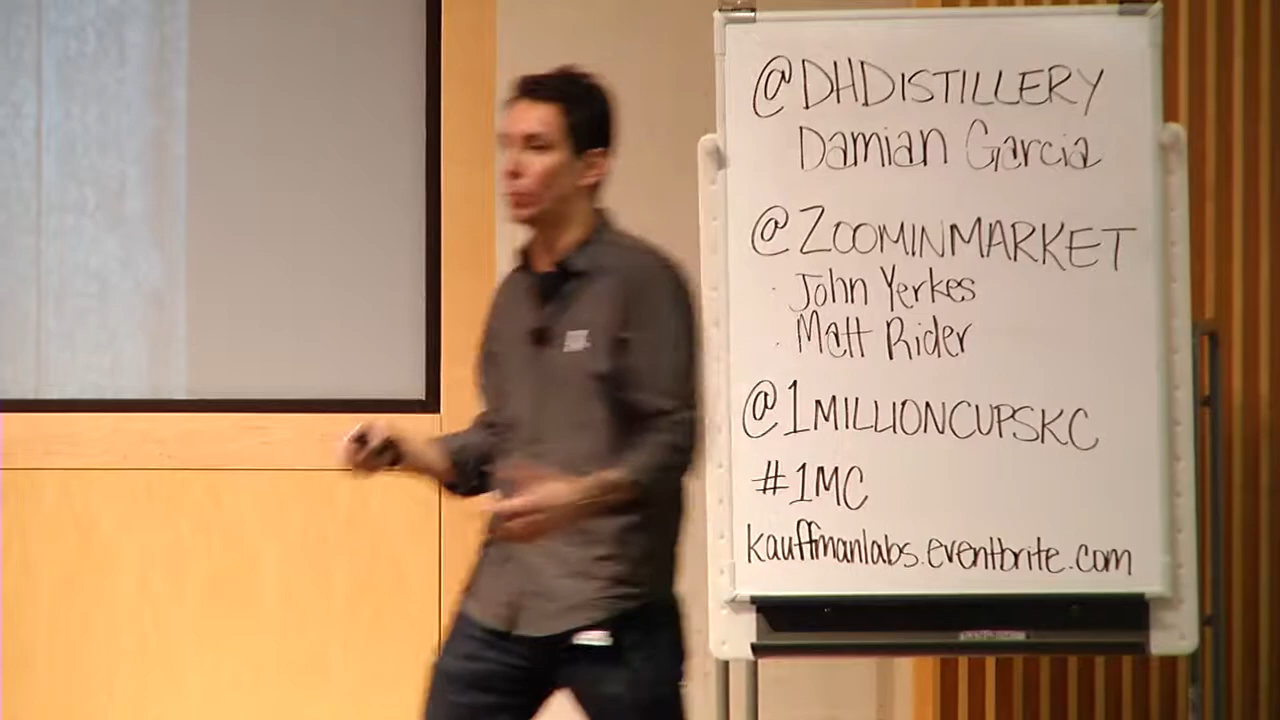 @DHDISTILLERY
Damian Garcia
@ZOOMINMARKET
John Yerkes
Matt Rider
@1MILLIONCUPSKC
#1MC
kauffmanlabs.eventbrite.com